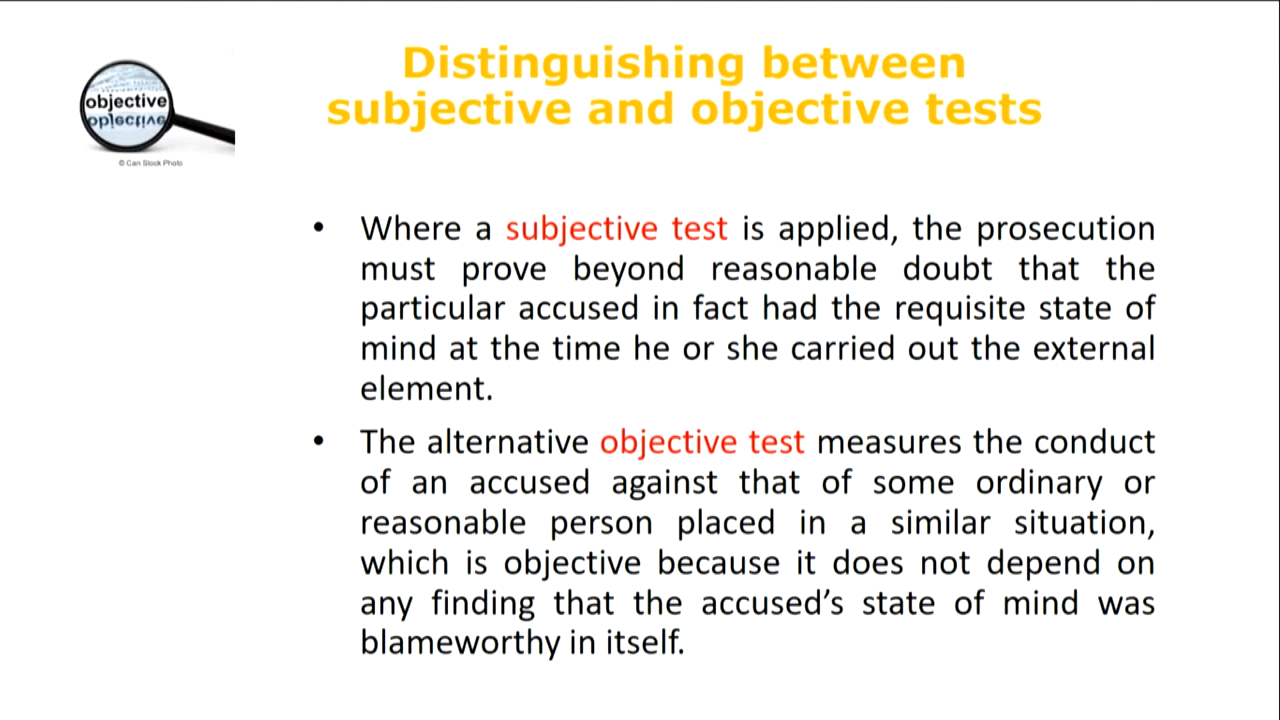 objective
© Can Stock Photo
Distinguishing between
subjective and objective tests
• Where a subjective test is applied, the prosecution
must prove beyond reasonable doubt that the
particular accused in fact had the requisite state of
mind at the time he or she carried out the external
element.
• The alternative objective test measures the conduct
of an accused against that of some ordinary or
reasonable person placed in a similar situation,
which is objective because it does not depend on
any finding that the accused’s state of mind was
blameworthy in itself.